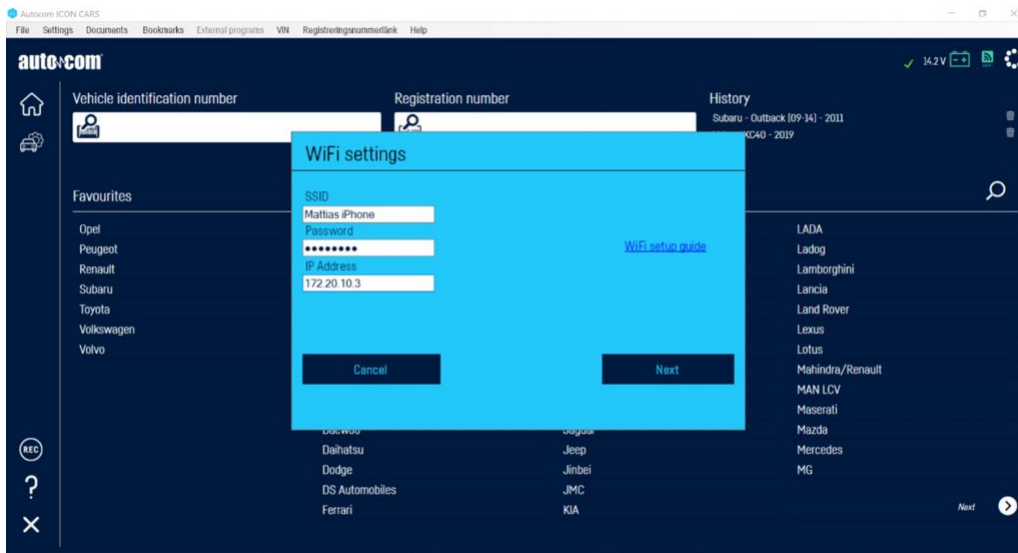 Autocom ICON CARS
File Settings Documents Bookmarks External programs VIN Registreringsnummerlänk Help
autocom
14.2 V
Vehicle identification number
Registration number
History
Subaru - Outback [09-14] - 2011
XC40 - 2019
WiFi settings
SSID
Mattias iPhone
Password
••••••••
WiFi setup guide
IP Address
172.20.10.3
Cancel
Next
Favourites
Opel
Peugeot
Renault
Subaru
Toyota
Volkswagen
Volvo
Daewoo
Daihatsu
Dodge
DS Automobiles
Ferrari
Jaguar
Jeep
Jinbei
JMC
KIA
LADA
Ladog
Lamborghini
Lancia
Land Rover
Lexus
Lotus
Mahindra/Renault
MAN LCV
Maserati
Mazda
Mercedes
MG
REC
Next